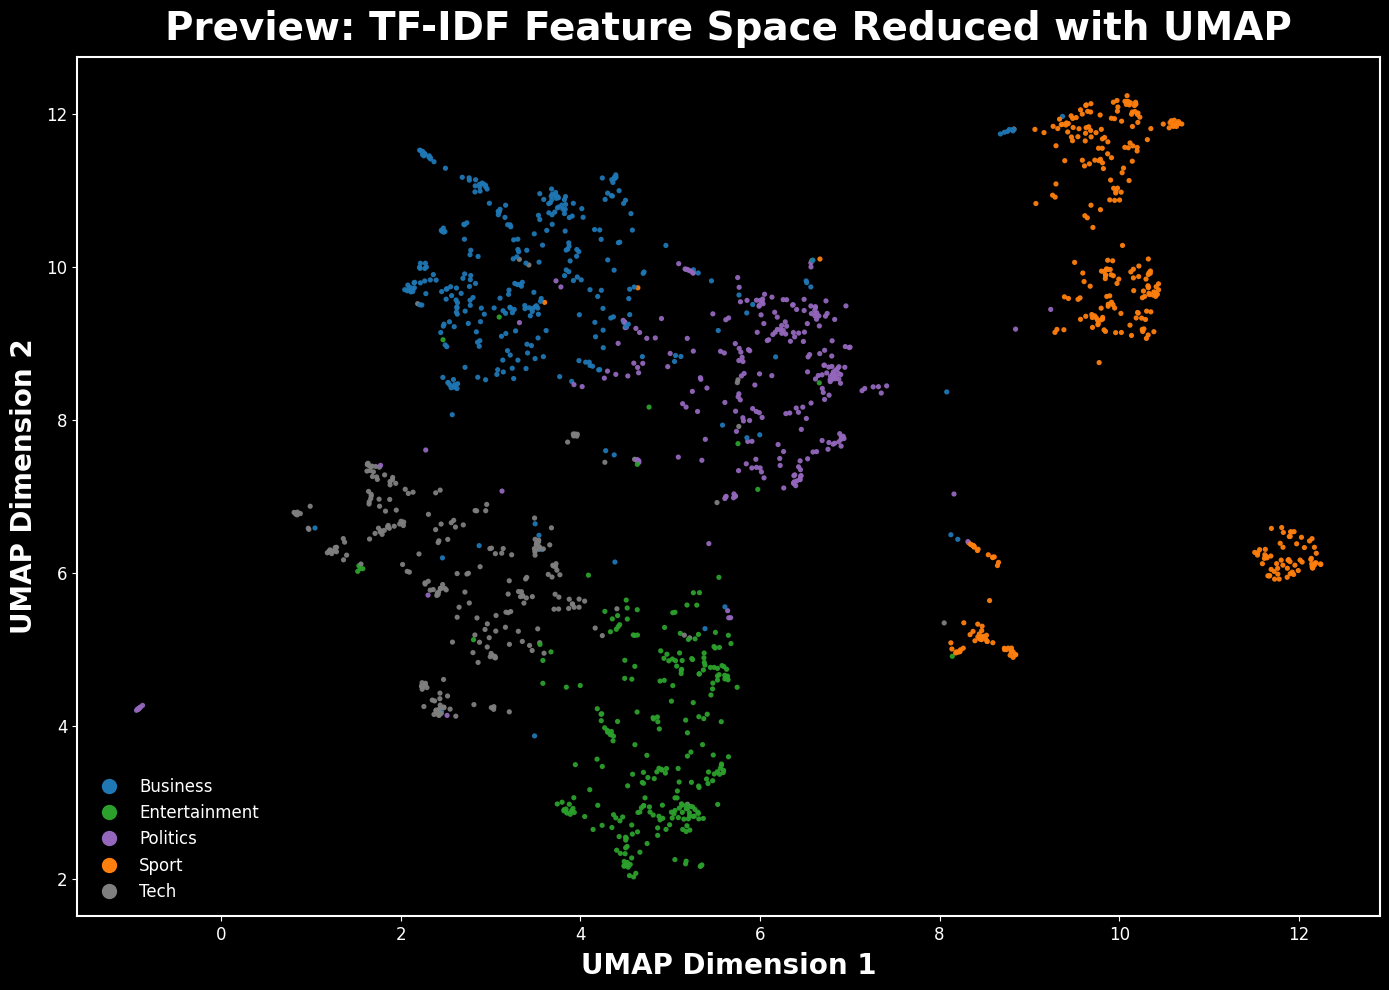 Preview: TF-IDF Feature Space Reduced with UMAP
UMAP Dimension 2
12
10
8
6
4
2
Business
Entertainment
Politics
Sport
Tech
0 2 4 6 8 10 12
UMAP Dimension 1